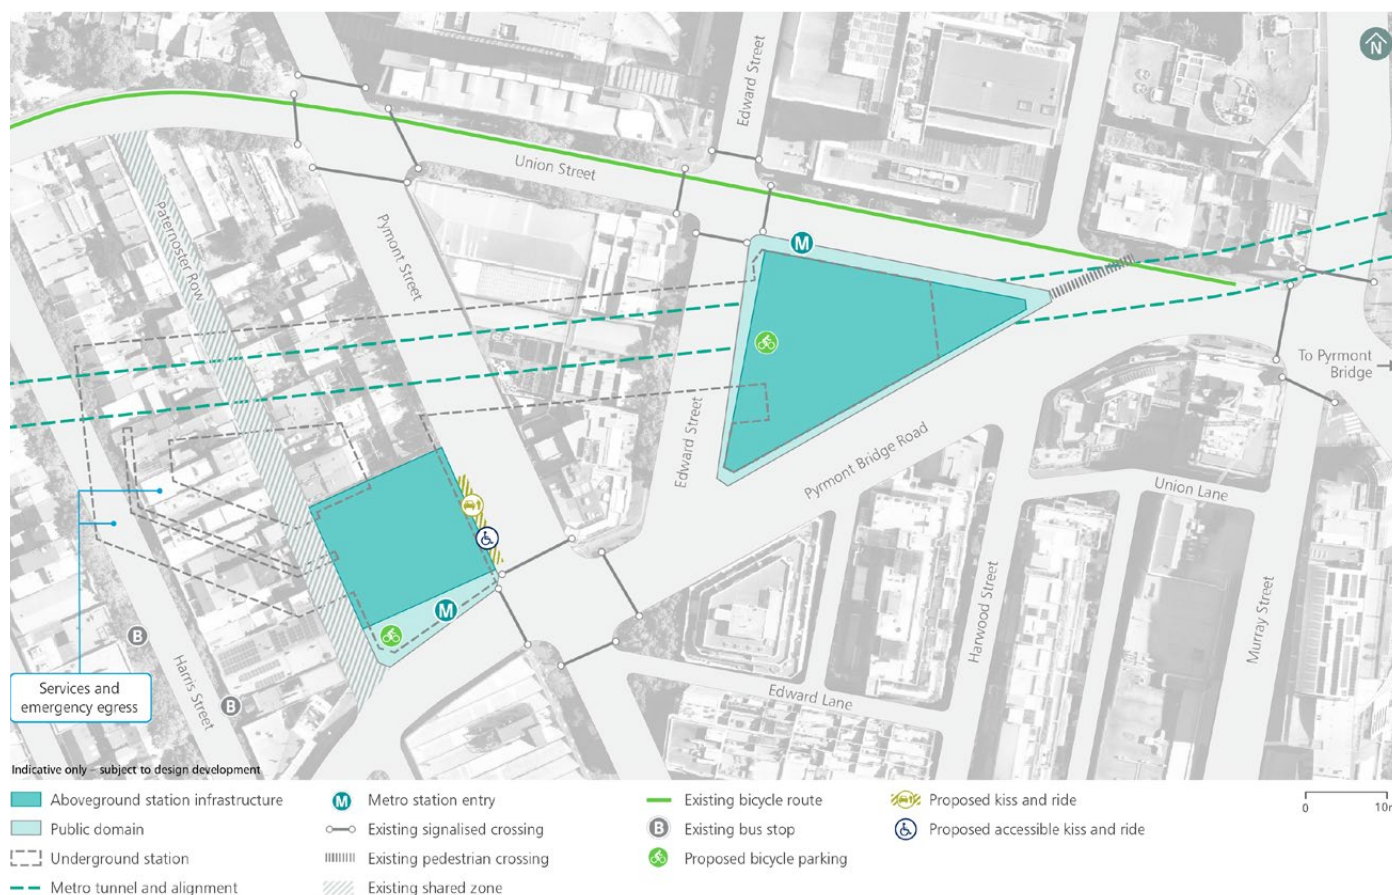 N
Edward Street
Union Street
Paternoster Row
Pyrmont Street
M
To Pyrmont
Bridge
Edward Street
Pyrmont Bridge Road
Union Lane
Harwood Street
Murray Street
M
B
Harris Street
B
Edward Lane
Services and
emergency egress
Indicative only – subject to design development
Aboveground station infrastructure
Public domain
Underground station
Metro tunnel and alignment
M Metro station entry
Existing signalised crossing
Existing pedestrian crossing
Existing shared zone
Existing bicycle route
B Existing bus stop
Proposed bicycle parking
Proposed kiss and ride
Proposed accessible kiss and ride
0 10